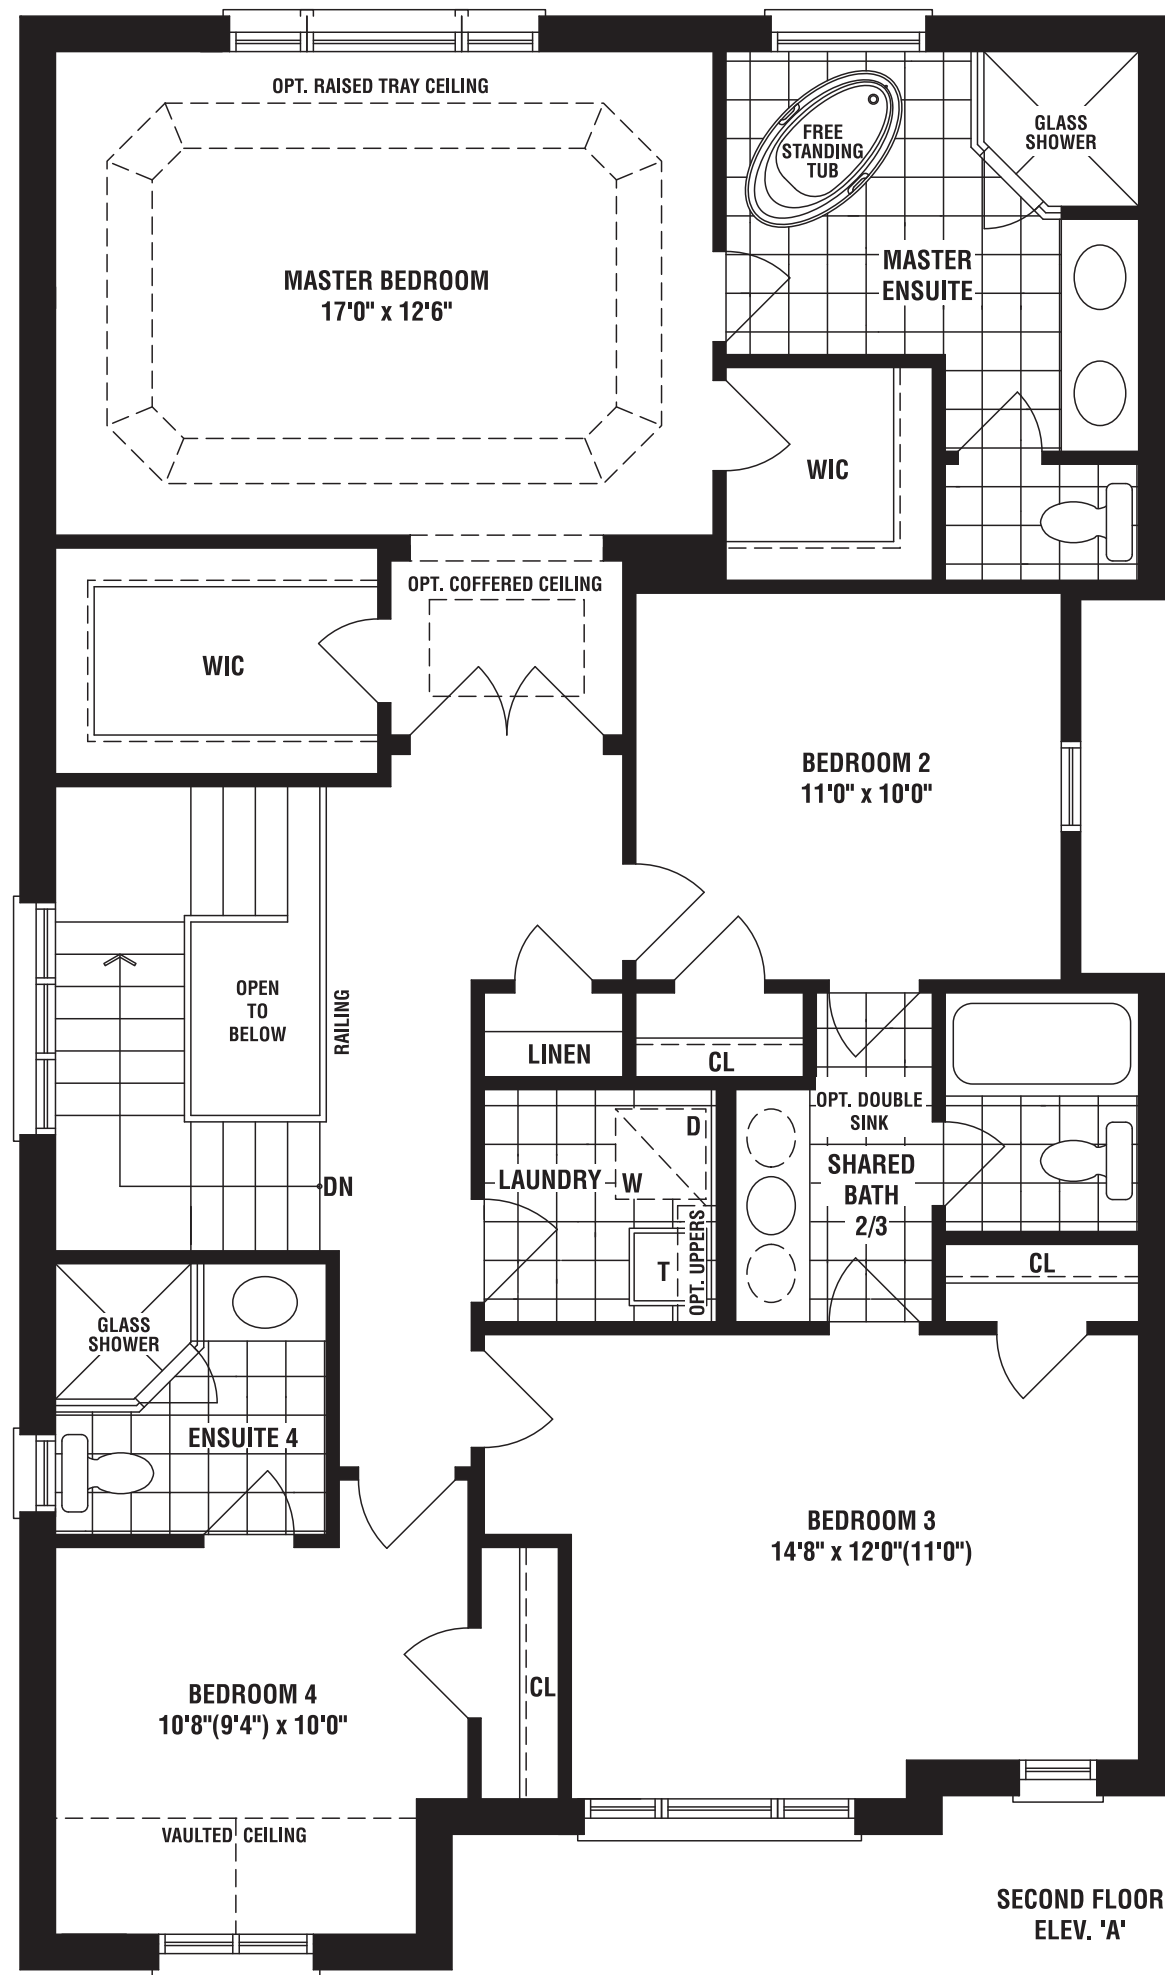 OPT. RAISED TRAY CEILING
FREE
STANDING
TUB
GLASS
SHOWER
MASTER BEDROOM
17'0" x 12'6"
MASTER
ENSUITE
WIC
OPT. COFFERED CEILING
WIC
BEDROOM 2
11'0" x 10'0"
OPEN
TO
BELOW
RAILING
LINEN
CL
OPT. DOUBLE
SINK
D
LAUNDRY
W
SHARED
BATH
2/3
DN
OPT. UPPERS
T
CL
GLASS
SHOWER
ENSUITE 4
BEDROOM 3
14'8" x 12'0"(11'0")
CL
BEDROOM 4
10'8"(9'4") x 10'0"
VAULTED CEILING
SECOND FLOOR
ELEV. 'A'